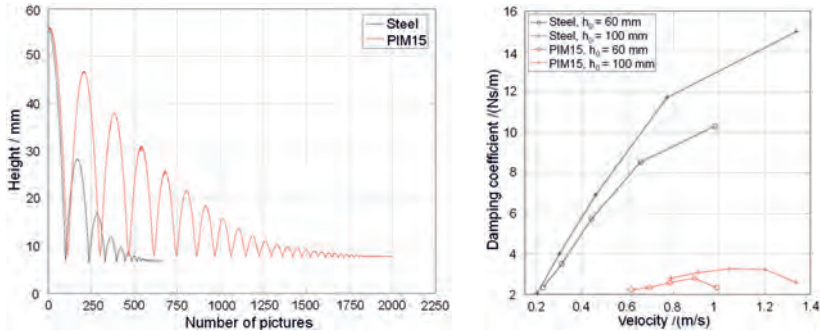 60
50
40
30
20
10
0
Height / mm
0 250 500 750 1000 1250 1500 1750 2000 2250
Number of pictures
Steel
PIM15
16
14
12
10
8
6
4
2
Damping coefficient /(Ns/m)
0 0.2 0.4 0.6 0.8 1 1.2 1.4
Velocity /(m/s)
Steel, h₀ = 60 mm
Steel, h₀ = 100 mm
PIM15, h₀ = 60 mm
PIM15, h₀ = 100 mm